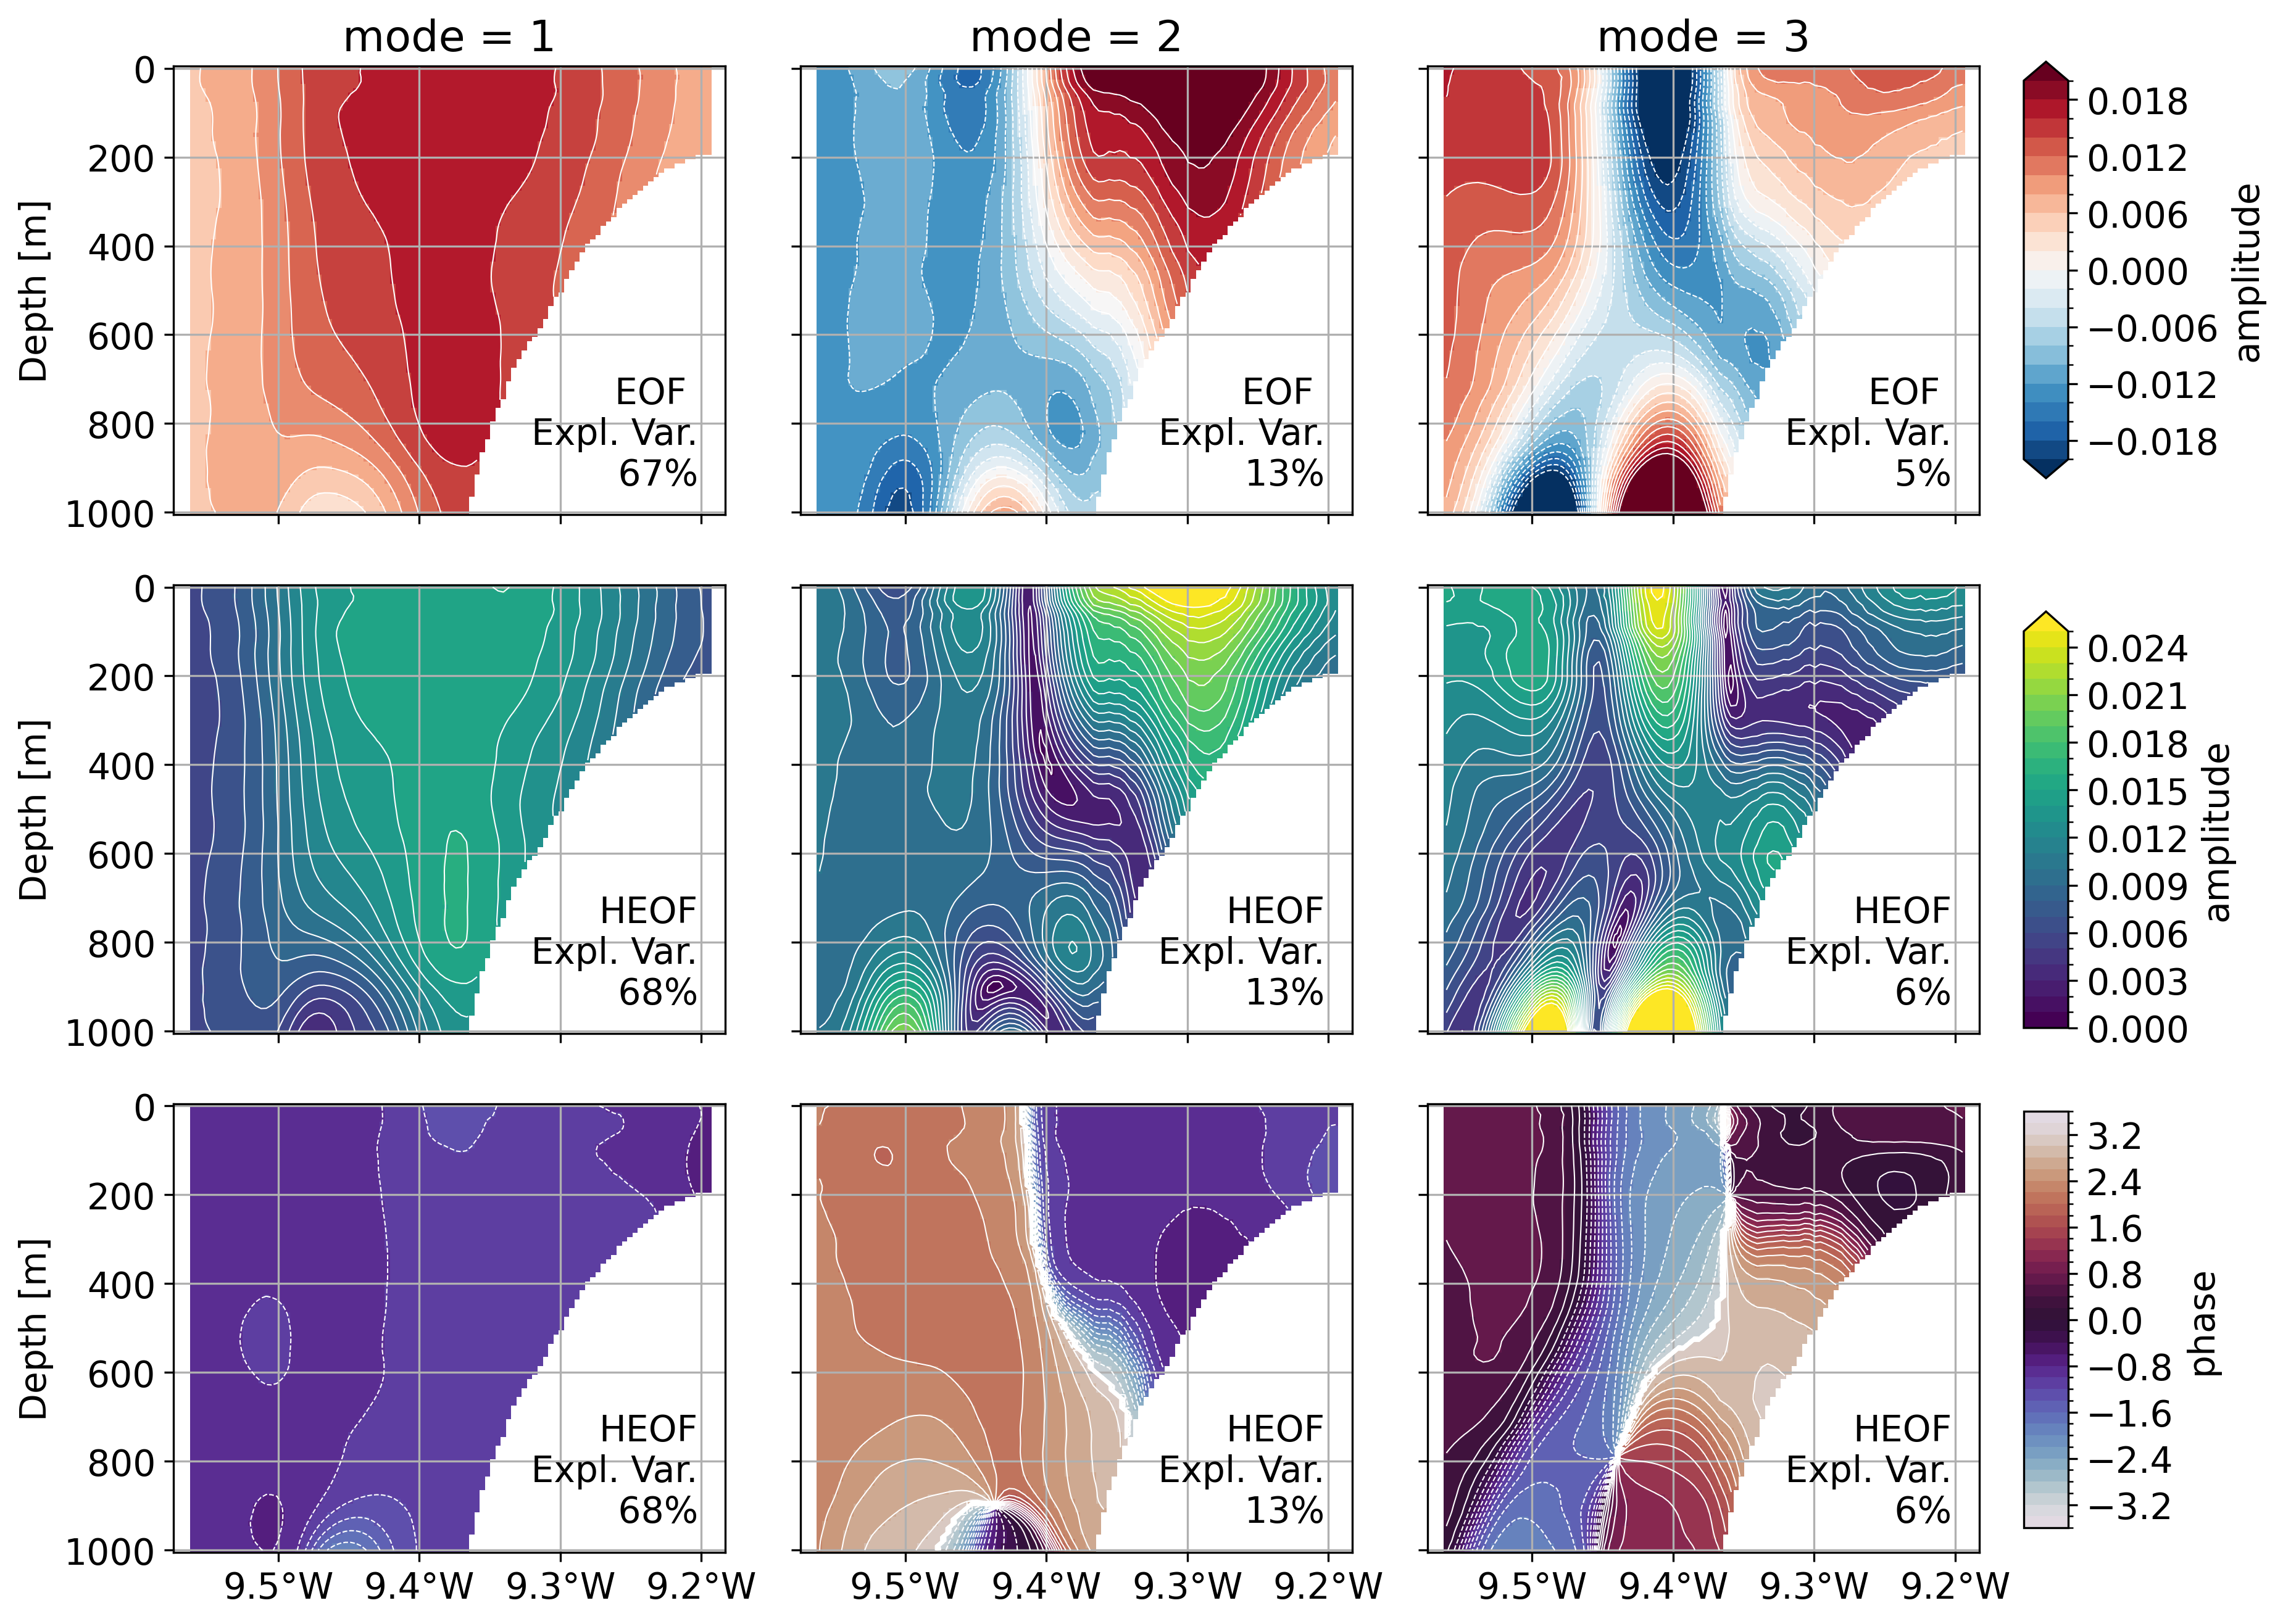 mode = 1
mode = 2
mode = 3
0
200
400
600
800
1000
Depth [m]
EOF
Expl. Var.
67%
EOF
Expl. Var.
13%
EOF
Expl. Var.
5%
0.018
0.012
0.006
0.000
−0.006
−0.012
−0.018
amplitude
0
200
400
600
800
1000
Depth [m]
HEOF
Expl. Var.
68%
HEOF
Expl. Var.
13%
HEOF
Expl. Var.
6%
0.024
0.021
0.018
0.015
0.012
0.009
0.006
0.003
0.000
amplitude
0
200
400
600
800
1000
Depth [m]
HEOF
Expl. Var.
68%
HEOF
Expl. Var.
13%
HEOF
Expl. Var.
6%
3.2
2.4
1.6
0.8
0.0
−0.8
−1.6
−2.4
−3.2
phase
9.5°W 9.4°W 9.3°W 9.2°W
9.5°W 9.4°W 9.3°W 9.2°W
9.5°W 9.4°W 9.3°W 9.2°W